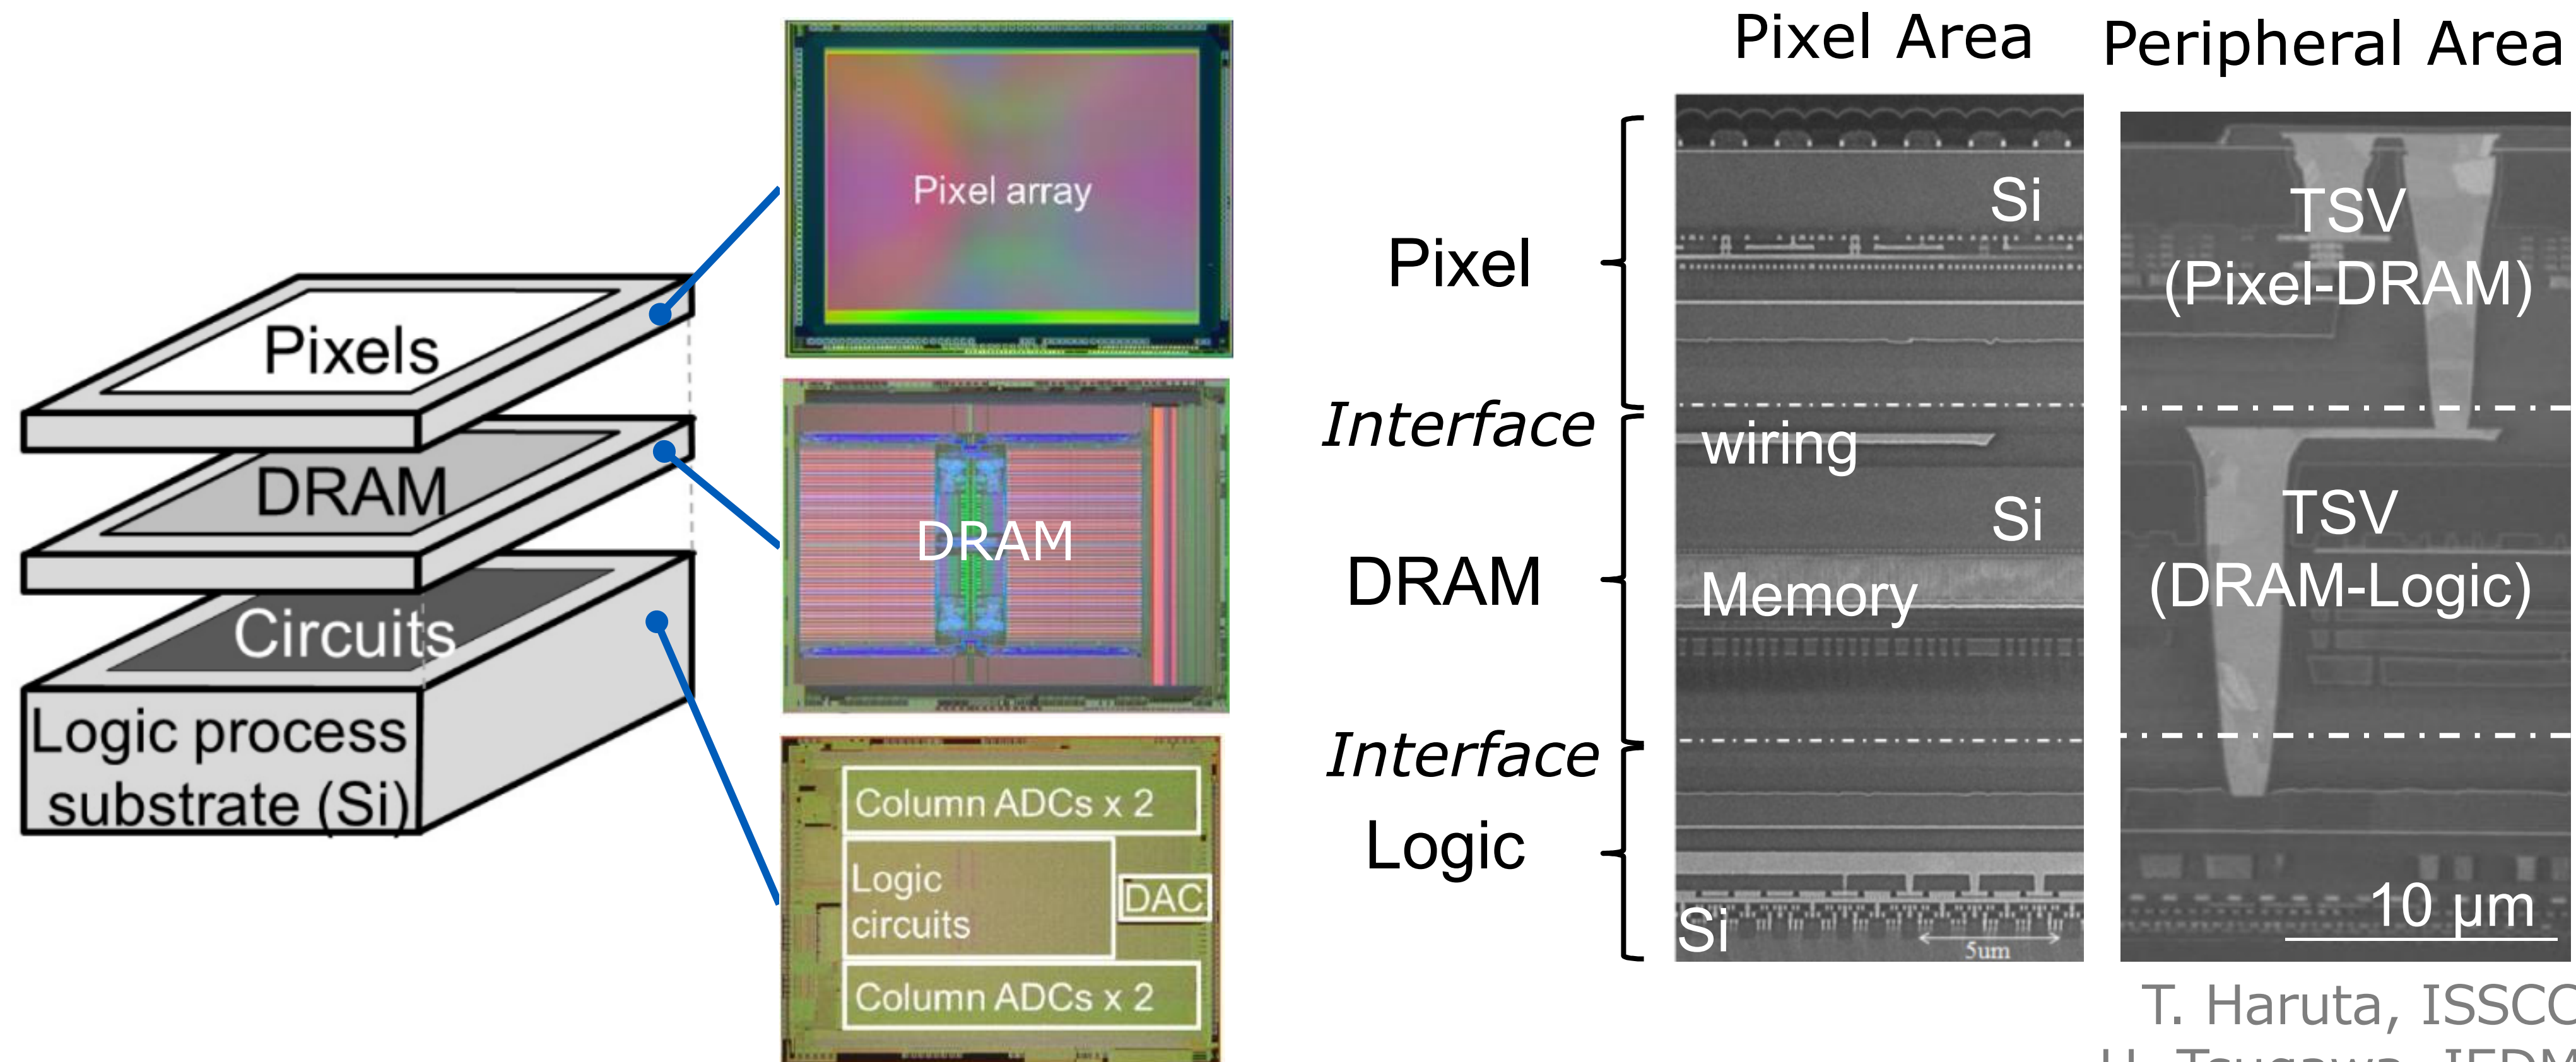 Pixels
DRAM
Circuits
Logic process
substrate (Si)
Pixel array
DRAM
Column ADCs x 2
Logic
circuits
DAC
Column ADCs x 2
Pixel
Interface
DRAM
Interface
Logic
Pixel Area
Si
wiring
Si
Memory
Si
5um
Peripheral Area
TSV
(Pixel-DRAM)
TSV
(DRAM-Logic)
10 μm
T. Haruta, ISSCC
H. Tsugawa, IEDM